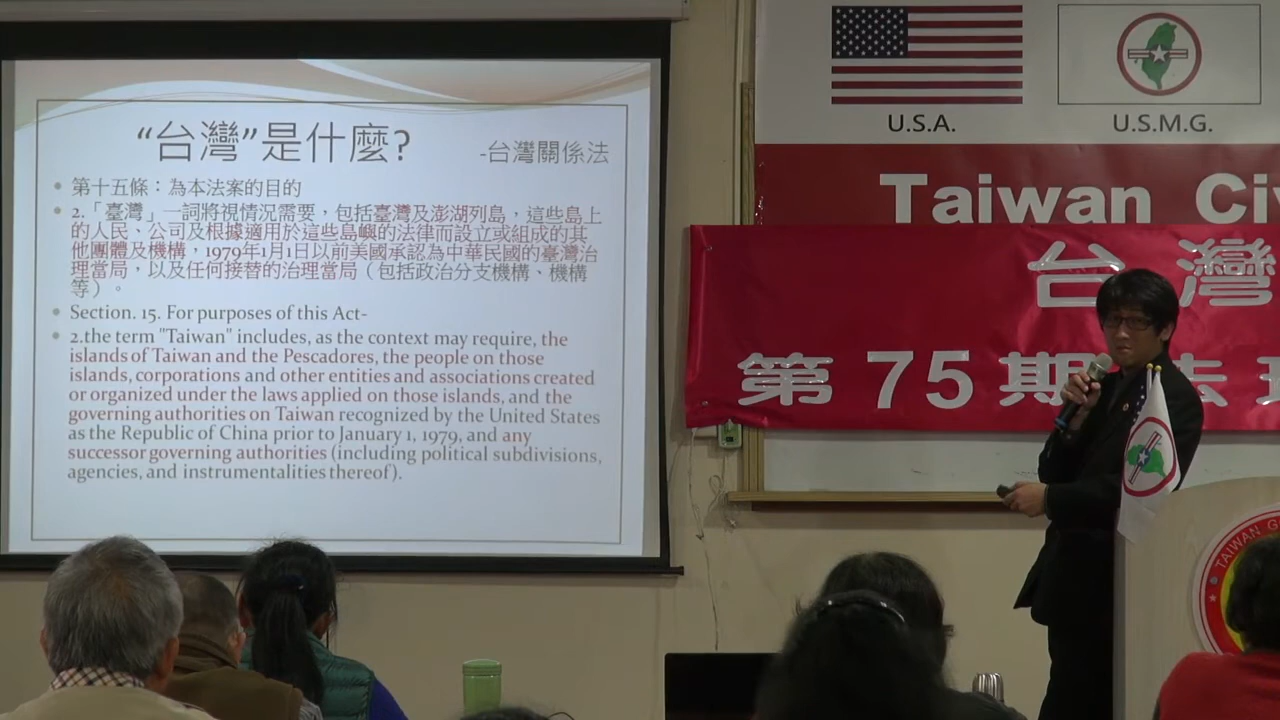 “台灣”是什麼?
-台灣關係法
第十五條：為本法案的目的
2.「臺灣」一詞將視情況需要，包括臺灣及澎湖列島，這些島上
的人民、公司及根據適用於這些島嶼的法律而設立或組成的其
他團體及機構，1979年1月1日以前美國承認為中華民國的臺灣治
理當局，以及任何接替的治理當局（包括政治分支機構、機構
等）。
Section. 15. For purposes of this Act-
2.the term "Taiwan" includes, as the context may require, the
islands of Taiwan and the Pescadores, the people on those
islands, corporations and other entities and associations created
or organized under the laws applied on those islands, and the
governing authorities on Taiwan recognized by the United States
as the Republic of China prior to January 1, 1979, and any
successor governing authorities (including political subdivisions,
agencies, and instrumentalities thereof).
U.S.A.
U.S.M.G.
Taiwan Ci
台灣
第75期法
TAIWAN G